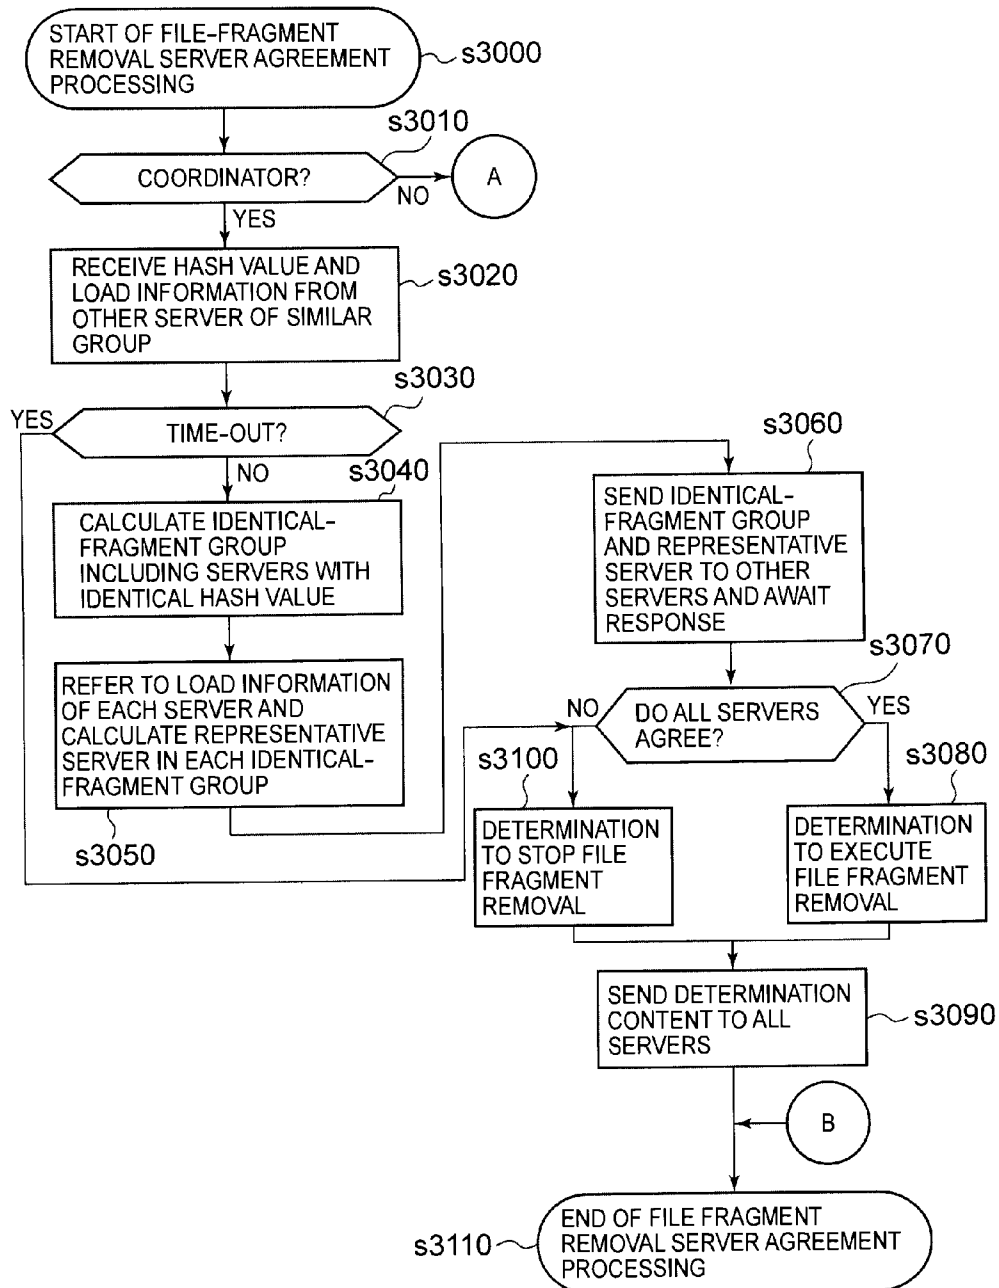 START OF FILE-FRAGMENT
REMOVAL SERVER AGREEMENT
PROCESSING
s3000
s3010
COORDINATOR?
NO
A
YES
RECEIVE HASH VALUE AND
LOAD INFORMATION FROM
OTHER SERVER OF SIMILAR
GROUP
s3020
s3030
YES
TIME-OUT?
NO
s3040
CALCULATE IDENTICAL-
FRAGMENT GROUP
INCLUDING SERVERS WITH
IDENTICAL HASH VALUE
REFER TO LOAD INFORMATION
OF EACH SERVER AND
CALCULATE REPRESENTATIVE
SERVER IN EACH IDENTICAL-
FRAGMENT GROUP
s3050
s3060
SEND IDENTICAL-
FRAGMENT GROUP
AND REPRESENTATIVE
SERVER TO OTHER
SERVERS AND AWAIT
RESPONSE
s3070
NO
DO ALL SERVERS
AGREE?
YES
s3100
DETERMINATION
TO STOP FILE
FRAGMENT
REMOVAL
s3080
DETERMINATION
TO EXECUTE
FILE FRAGMENT
REMOVAL
SEND DETERMINATION
CONTENT TO ALL
SERVERS
s3090
B
s3110
END OF FILE FRAGMENT
REMOVAL SERVER AGREEMENT
PROCESSING